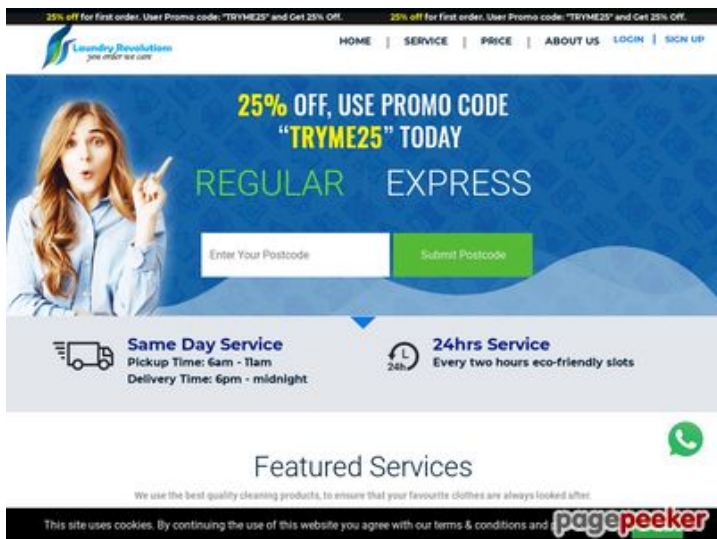 25% off for first order. User Promo code: "TRYME25" and Get 25% Off.
25% off for first order. User Promo code: "TRYME25" and Get 25% Off.
Laundry Revolutions
you order we care
HOME | SERVICE | PRICE | ABOUT US LOGIN | SIGN UP
25% OFF, USE PROMO CODE
“TRYME25” TODAY
REGULAR EXPRESS
Enter Your Postcode
Submit Postcode
Same Day Service
Pickup Time: 6am - 11am
Delivery Time: 6pm - midnight
24h
24hrs Service
Every two hours eco-friendly slots
Featured Services
We use the best quality cleaning products, to ensure that your favourite clothes are always looked after.
This site uses cookies. By continuing the use of this website you agree with our terms & conditions and
pagepeeker